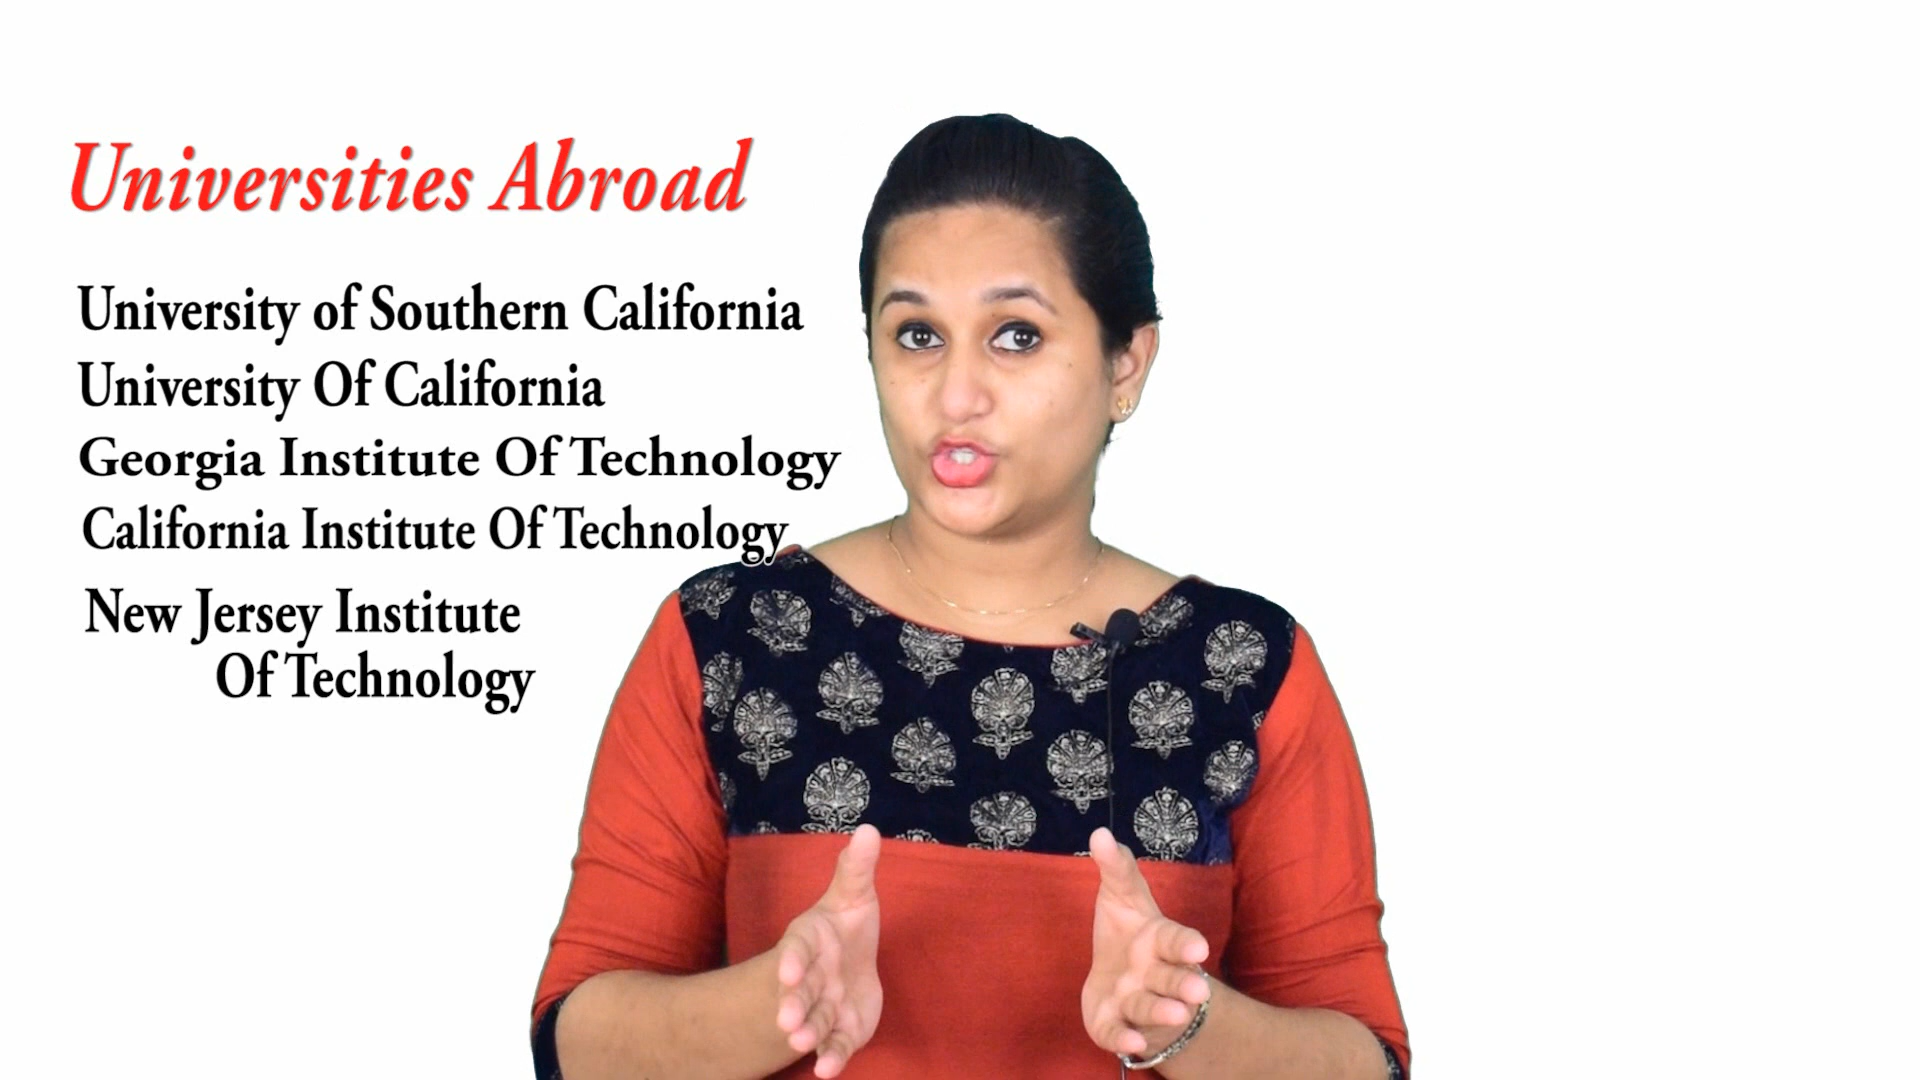 Universities Abroad
University of Southern California
University Of California
Georgia Institute Of Technology
California Institute Of Technology
New Jersey Institute
Of Technology